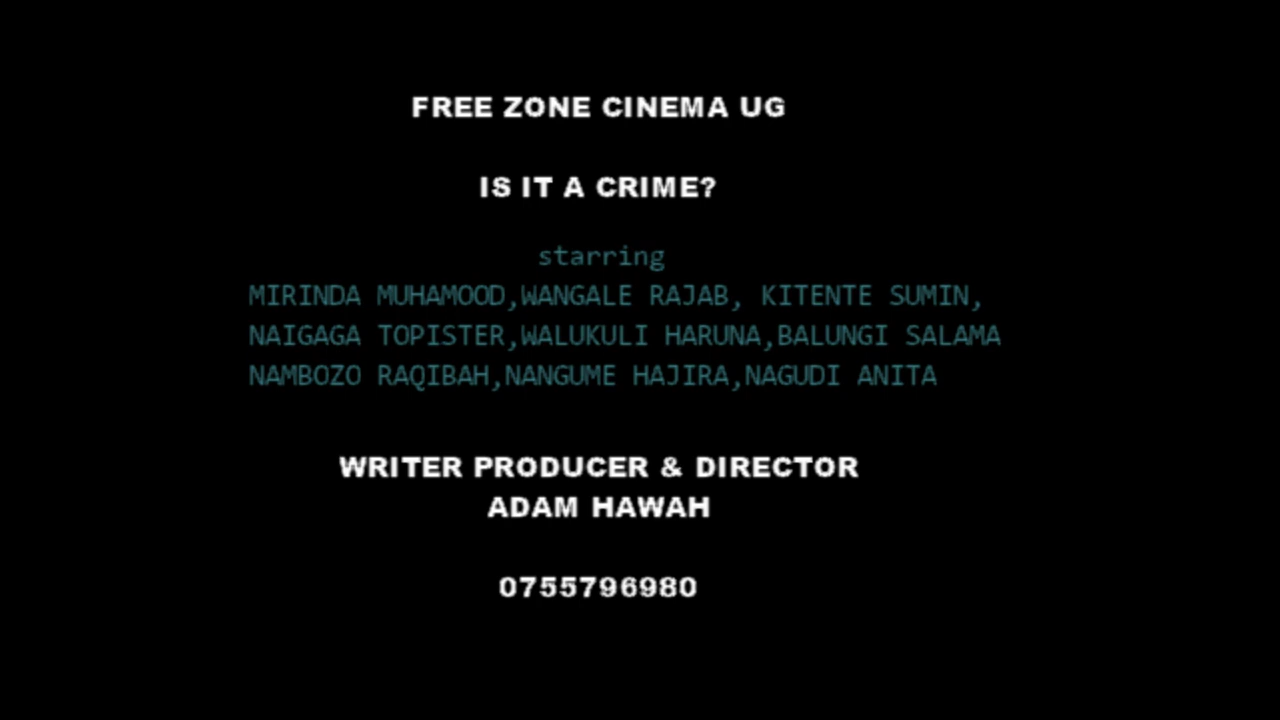 FREE ZONE CINEMA UG
IS IT A CRIME?
starring
MIRINDA MUHAMOOD,WANGALE RAJAB, KITENTE SUMIN,
NAIGAGA TOPISTER,WALUKULI HARUNA,BALUNGI SALAMA
NAMBOZO RAQIBAH,NANGUME HAJIRA,NAGUDI ANITA
WRITER PRODUCER & DIRECTOR
ADAM HAWAH
0755796980